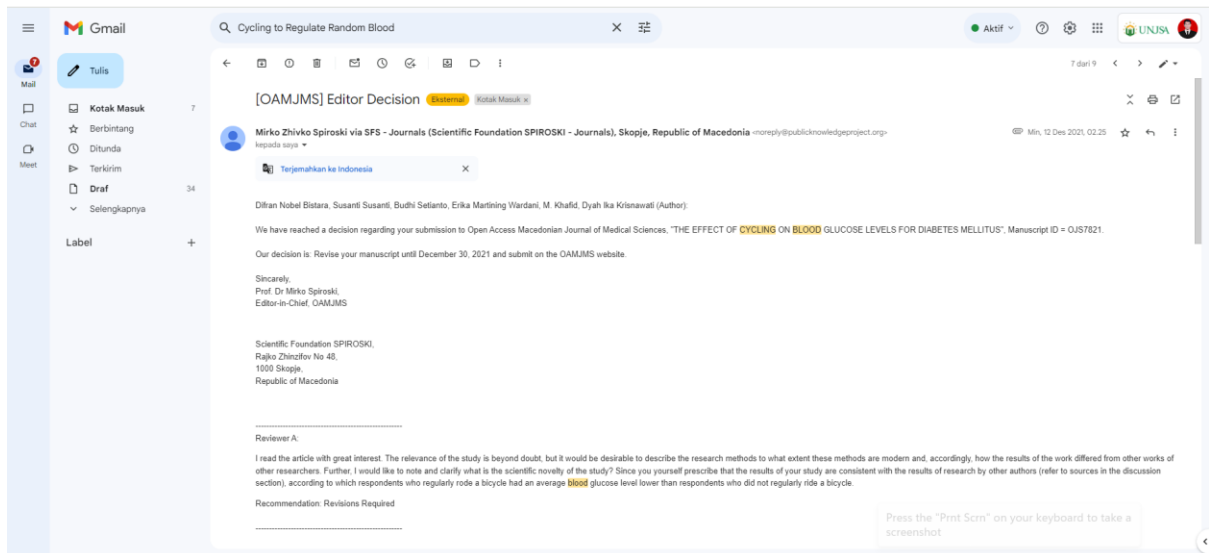 Gmail
Cycling to Regulate Random Blood
Aktif
UNUSA
7
Mail
Chat
Meet
Tulis
Kotak Masuk 7
Berbintang
Ditunda
Terkirim
Draf 34
Selengkapnya
Label
7 dari 9
[OAMJMS] Editor Decision Eksternal Kotak Masuk x
Mirko Zhivko Spiroski via SFS - Journals (Scientific Foundation SPIROSKI - Journals), Skopje, Republic of Macedonia <noreply@publicknowledgeproject.org>
Min, 12 Des 2021, 02.25
kepada saya
Terjemahkan ke Indonesia
Difran Nobel Bistara, Susanti Susanti, Budhi Setianto, Erika Martining Wardani, M. Khafid, Dyah Ika Krisnawati (Author):
We have reached a decision regarding your submission to Open Access Macedonian Journal of Medical Sciences, "THE EFFECT OF CYCLING ON BLOOD GLUCOSE LEVELS FOR DIABETES MELLITUS", Manuscript ID = OJS7821.
Our decision is: Revise your manuscript until December 30, 2021 and submit on the OAMJMS website.
Sincerely,
Prof. Dr Mirko Spiroski,
Editor-in-Chief, OAMJMS
Scientific Foundation SPIROSKI,
Rajko Zhinzifov No 48,
1000 Skopje,
Republic of Macedonia
------------------------------------------------------
Reviewer A:
I read the article with great interest. The relevance of the study is beyond doubt, but it would be desirable to describe the research methods to what extent these methods are modern and, accordingly, how the results of the work differed from other works of
other researchers. Further, I would like to note and clarify what is the scientific novelty of the study? Since you yourself prescribe that the results of your study are consistent with the results of research by other authors (refer to sources in the discussion
section), according to which respondents who regularly rode a bicycle had an average blood glucose level lower than respondents who did not regularly ride a bicycle.
Recommendation: Revisions Required
------------------------------------------------------
Press the "Prnt Scrn" on your keyboard to take a
screenshot